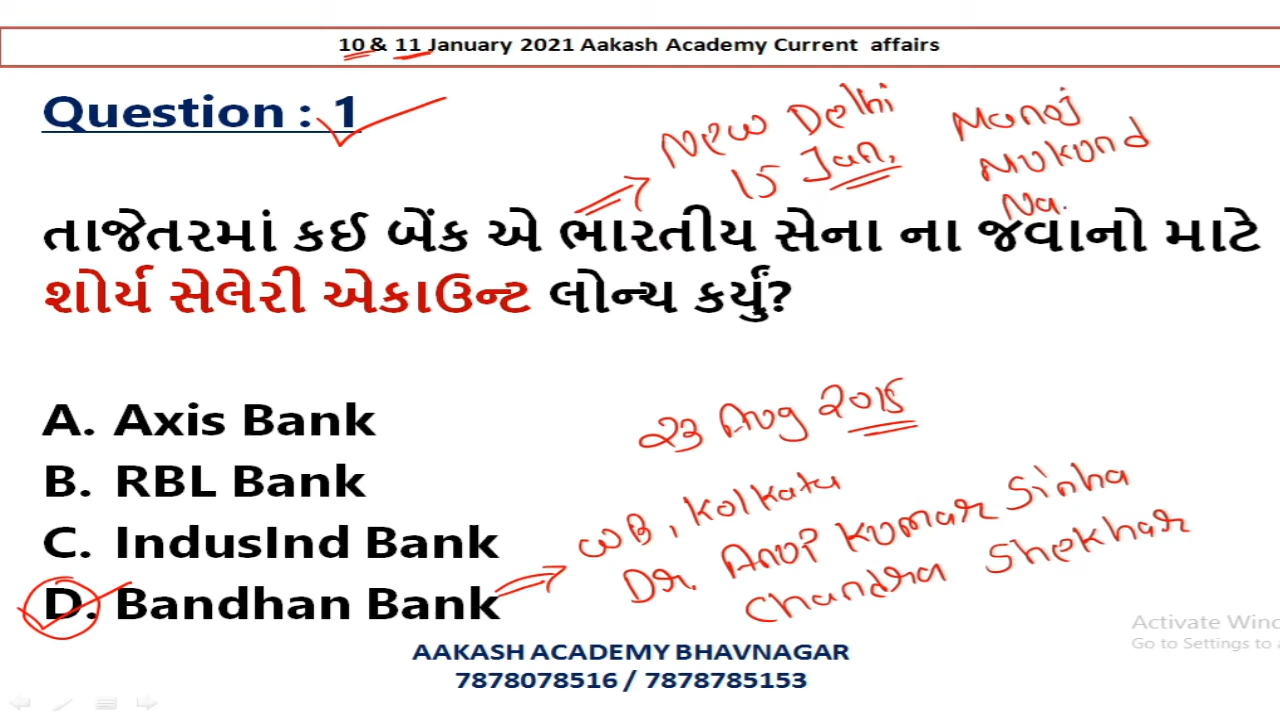 10 & 11 January 2021 Aakash Academy Current affairs
Question : 1
New Delhi
15 Jan.
Manoj
Mukund
Na.
તાજેતરમાં કઈ બેંક એ ભારતીય સેના ના જવાનો માટે
શોર્ય સેલેરી એકાઉન્ટ લોન્ચ કર્યું?
A. Axis Bank
B. RBL Bank
C. IndusInd Bank
D. Bandhan Bank
23 Aug 2015
WB, Kolkata
Dr. Anup Kumar Sinha
Chandra Shekhar
AAKASH ACADEMY BHAVNAGAR
7878078516 / 7878785153
Activate Wind
Go to Settings to a